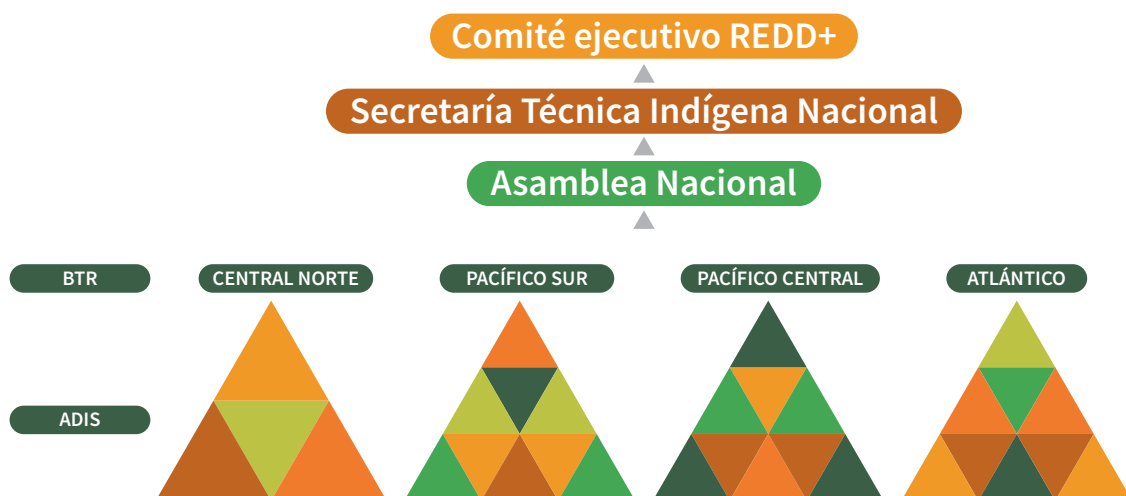 Comité ejecutivo REDD+
Secretaría Técnica Indígena Nacional
Asamblea Nacional
BTR
CENTRAL NORTE
PACÍFICO SUR
PACÍFICO CENTRAL
ATLÁNTICO
ADIS